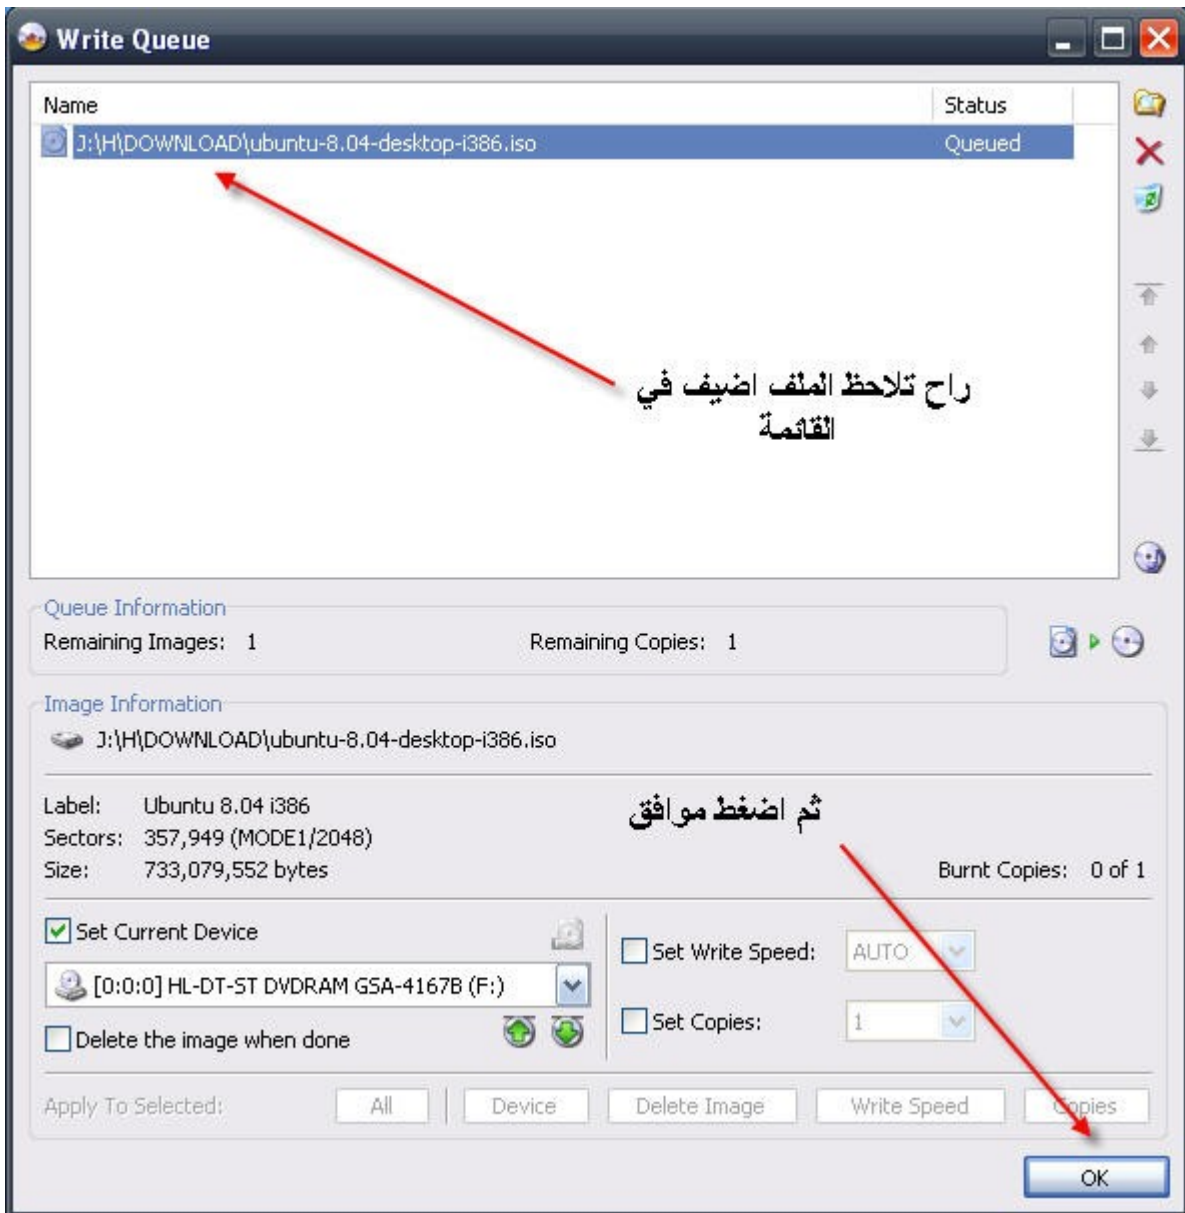 Write Queue
Name Status
J:\H\DOWNLOAD\ubuntu-8.04-desktop-i386.iso Queued
راح تلاحظ الملف اضيف في
القائمة
Queue Information
Remaining Images: 1 Remaining Copies: 1
Image Information
J:\H\DOWNLOAD\ubuntu-8.04-desktop-i386.iso
Label: Ubuntu 8.04 i386
ثم اضغط موافق
Sectors: 357,949 (MODE1/2048)
Size: 733,079,552 bytes Burnt Copies: 0 of 1
Set Current Device
Set Write Speed: AUTO
[0:0:0] HL-DT-ST DVDRAM GSA-4167B (F:)
Set Copies: 1
Delete the image when done
Apply To Selected: All Device Delete Image Write Speed Copies
OK